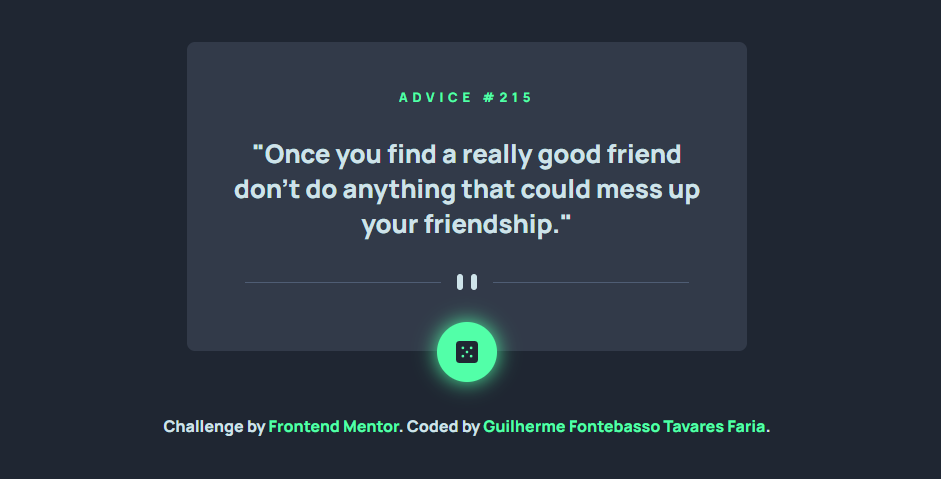 ADVICE #215
"Once you find a really good friend
don't do anything that could mess up
your friendship."
Challenge by Frontend Mentor. Coded by Guilherme Fontebasso Tavares Faria.